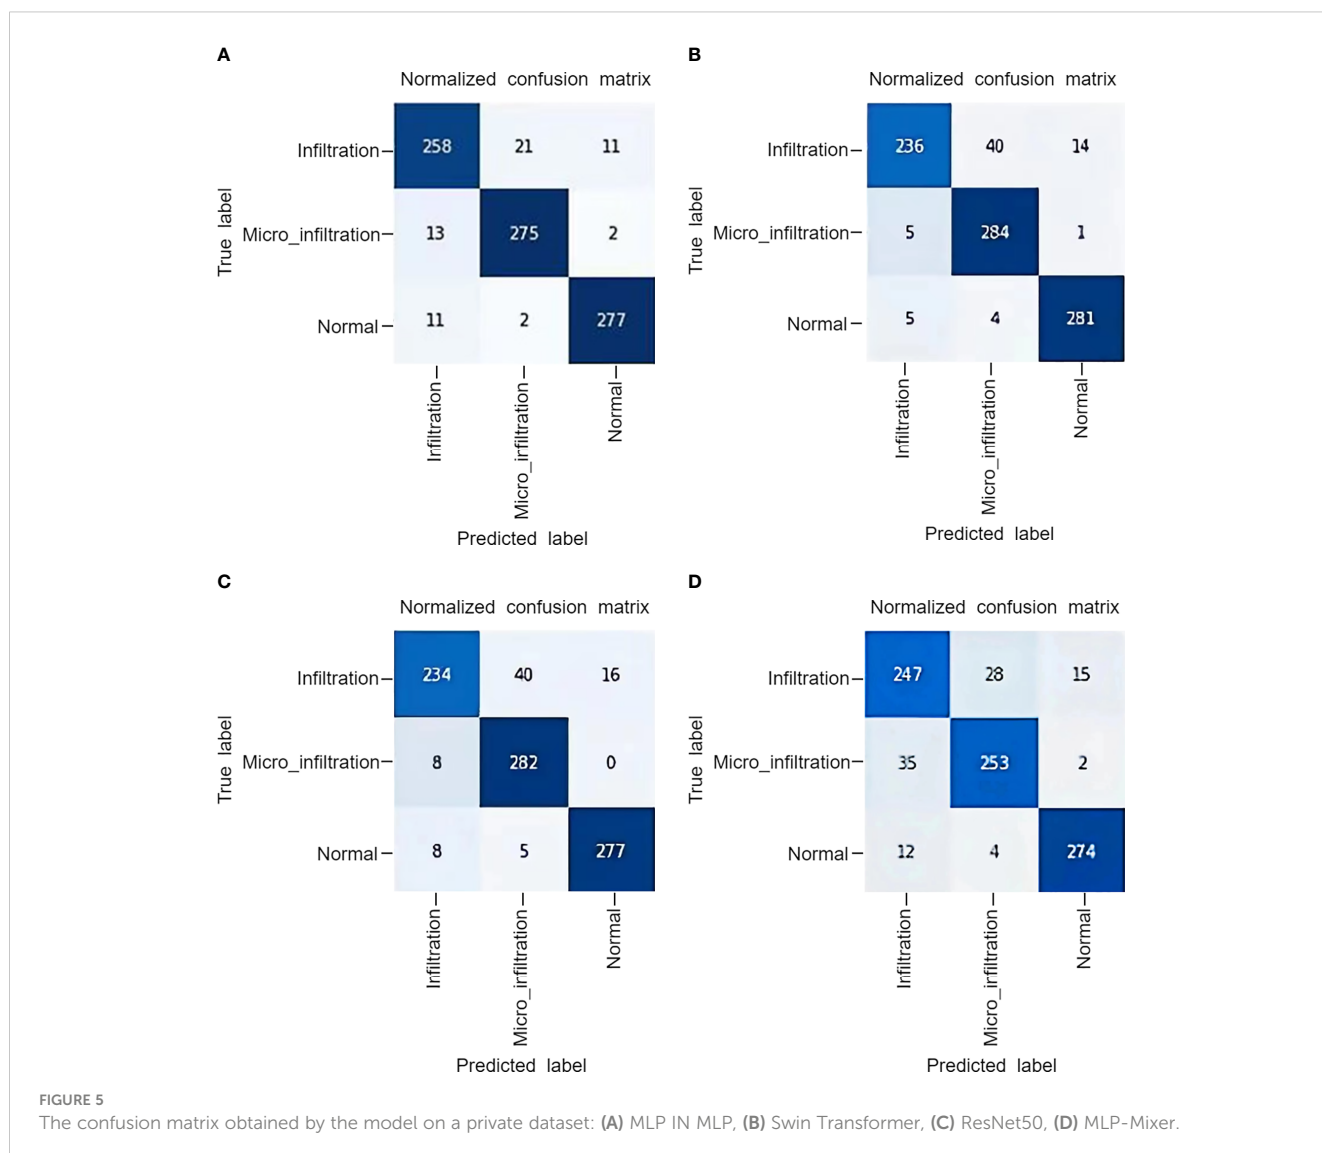 A
Normalized confusion matrix
Infiltration
258 21 11
Micro_infiltration
13 275 2
Normal
11 2 277
True label
Infiltration
Micro_infiltration
Normal
Predicted label
B
Normalized confusion matrix
Infiltration
236 40 14
Micro_infiltration
5 284 1
Normal
5 4 281
True label
Infiltration
Micro_infiltration
Normal
Predicted label
C
Normalized confusion matrix
Infiltration
234 40 16
Micro_infiltration
8 282 0
Normal
8 5 277
True label
Infiltration
Micro_infiltration
Normal
Predicted label
D
Normalized confusion matrix
Infiltration
247 28 15
Micro_infiltration
35 253 2
Normal
12 4 274
True label
Infiltration
Micro_infiltration
Normal
Predicted label
FIGURE 5
The confusion matrix obtained by the model on a private dataset: (A) MLP IN MLP, (B) Swin Transformer, (C) ResNet50, (D) MLP-Mixer.